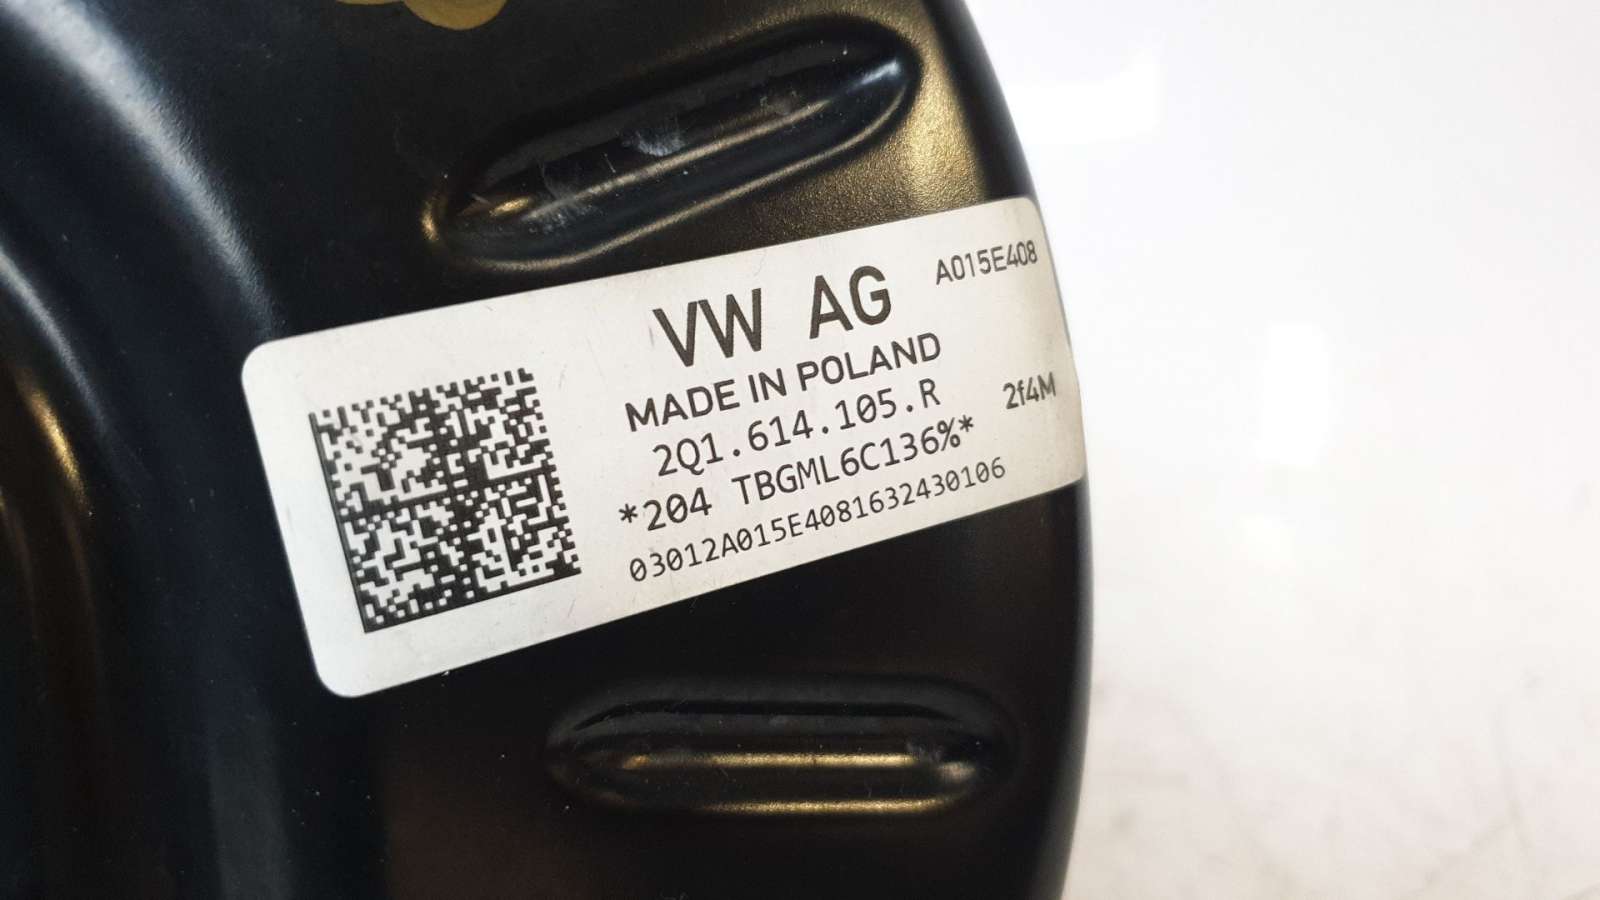 VW AG A015E408
MADE IN POLAND
2Q1.614.105.R 2f4M
*204 TBGML6C136%*
03012A015E4081632430106